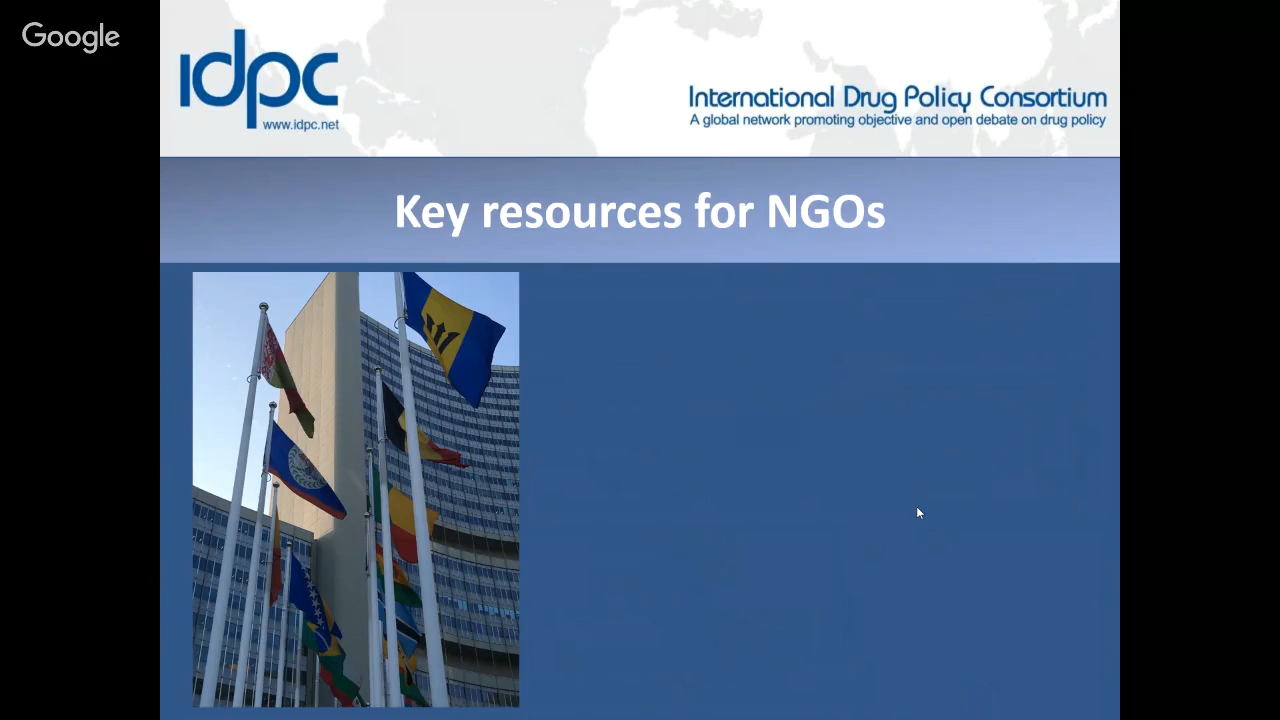 Google
idpc
www.idpc.net
International Drug Policy Consortium
A global network promoting objective and open debate on drug policy
Key resources for NGOs